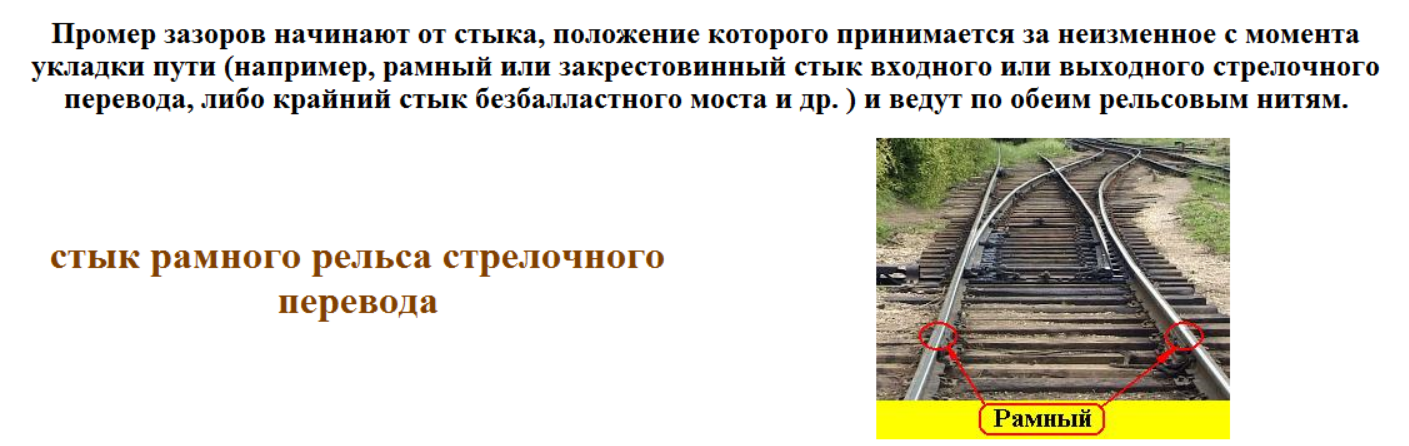 Промер зазоров начинают от стыка, положение которого принимается за неизменное с момента
укладки пути (например, рамный или закрестовинный стык входного или выходного стрелочного
перевода, либо крайний стык безбалластного моста и др. ) и ведут по обеим рельсовым нитям.
стык рамного рельса стрелочного
перевода
Рамный